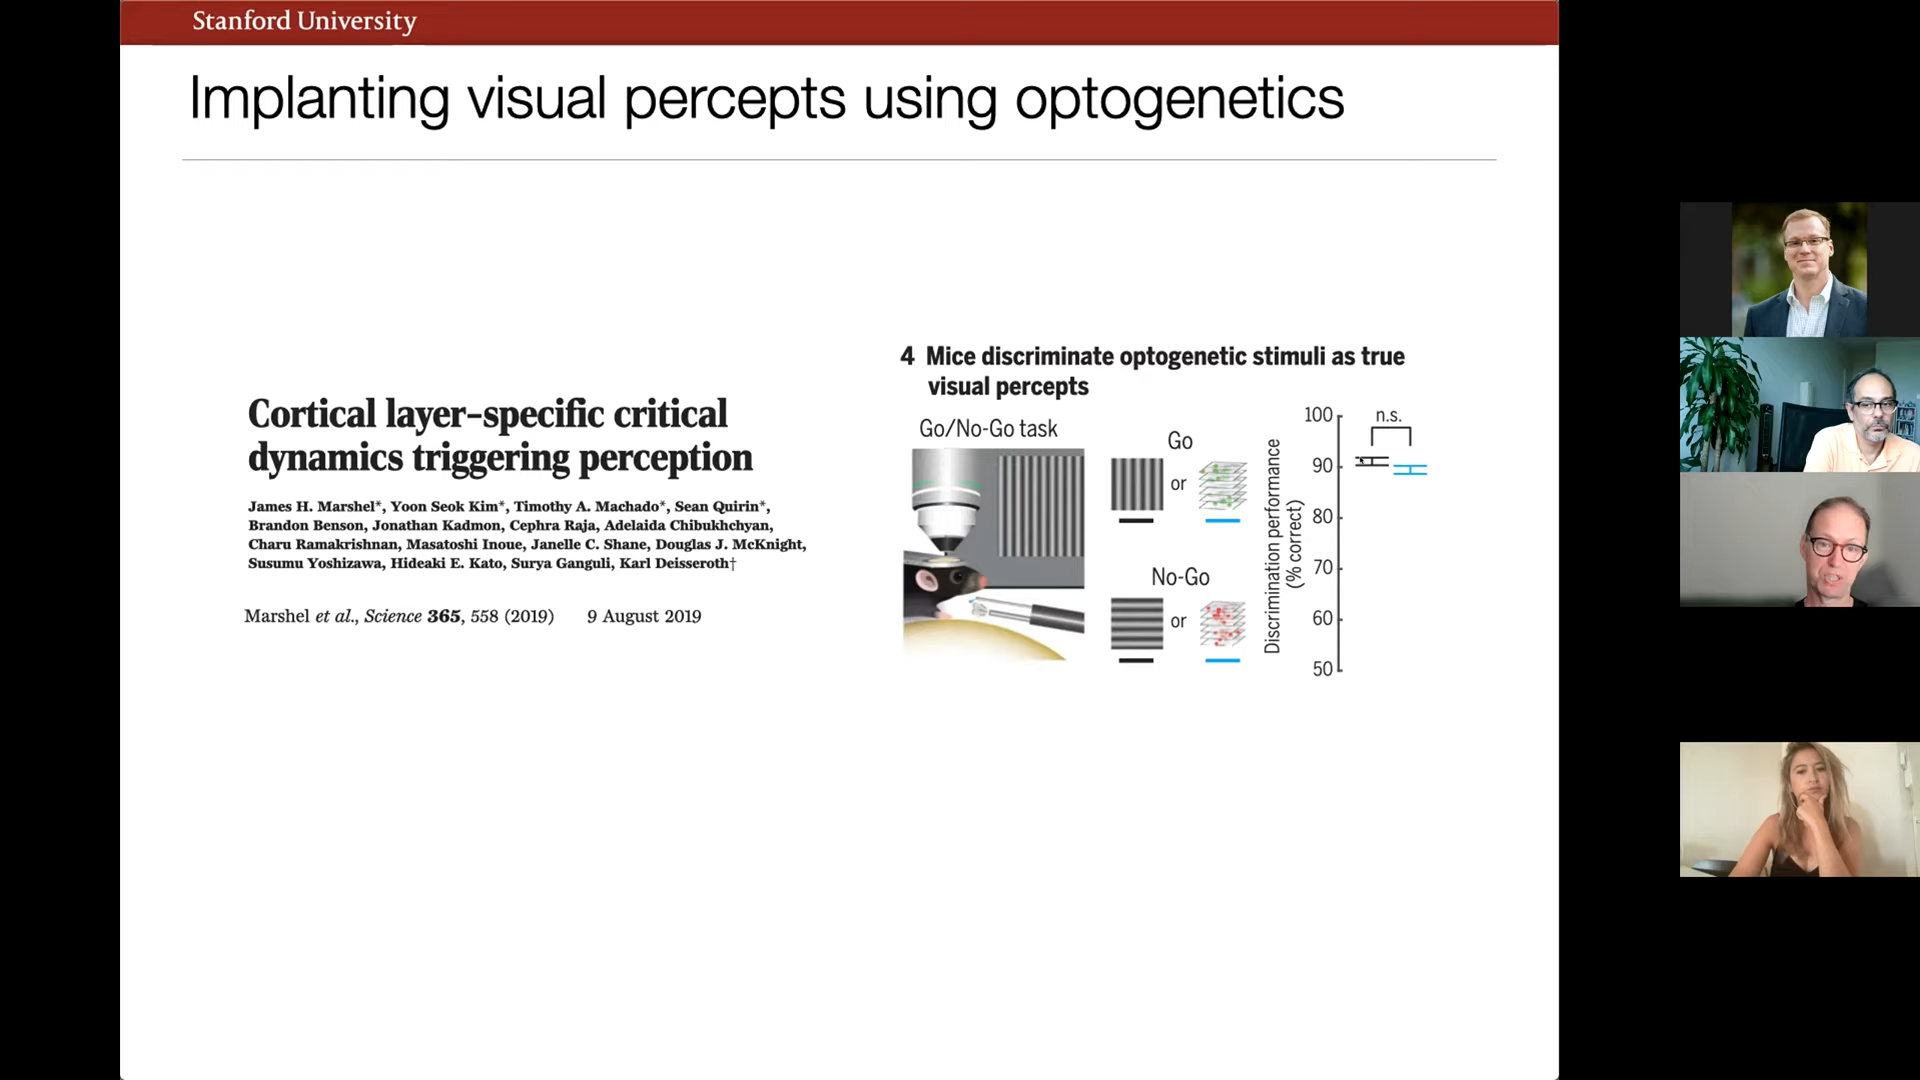 Stanford University
Implanting visual percepts using optogenetics
Cortical layer–specific critical
dynamics triggering perception
James H. Marshel*, Yoon Seok Kim*, Timothy A. Machado*, Sean Quirin*,
Brandon Benson, Jonathan Kadmon, Cephra Raja, Adelaida Chibukhchyan,
Charu Ramakrishnan, Masatoshi Inoue, Janelle C. Shane, Douglas J. McKnight,
Susumu Yoshizawa, Hideaki E. Kato, Surya Ganguli, Karl Deisseroth†
Marshel et al., Science 365, 558 (2019) 9 August 2019
4 Mice discriminate optogenetic stimuli as true
visual percepts
Go/No-Go task
Go
or
No-Go
or
Discrimination performance
(% correct)
100
90
80
70
60
50
n.s.